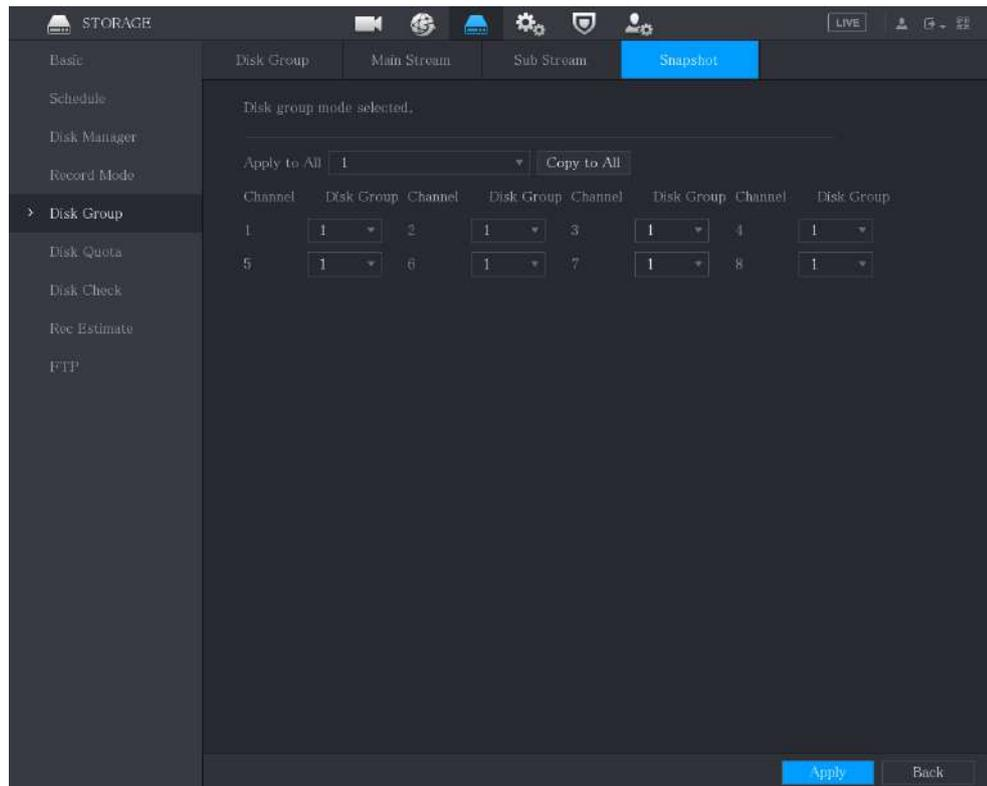 STORAGE LIVE
Basic
Schedule
Disk Manager
Record Mode
> Disk Group
Disk Quota
Disk Check
Rec Estimate
FTP
Disk Group Main Stream Sub Stream Snapshot
Disk group mode selected.
Apply to All 1 Copy to All
Channel Disk Group Channel Disk Group Channel Disk Group Channel Disk Group
1 1 2 1 3 1 4 1
5 1 6 1 7 1 8 1
Apply Back